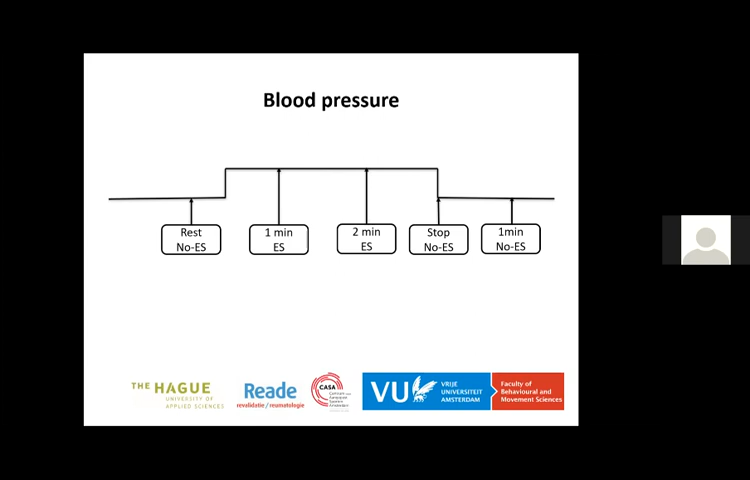 Blood pressure
Rest
No-ES
1 min
ES
2 min
ES
Stop
No-ES
1min
No-ES
THE HAGUE
UNIVERSITY OF
APPLIED SCIENCES
Reade
revalidatie / reumatologie
CASA
VU
VRIJE
UNIVERSITEIT
AMSTERDAM
Faculty of
Behavioural and
Movement Sciences